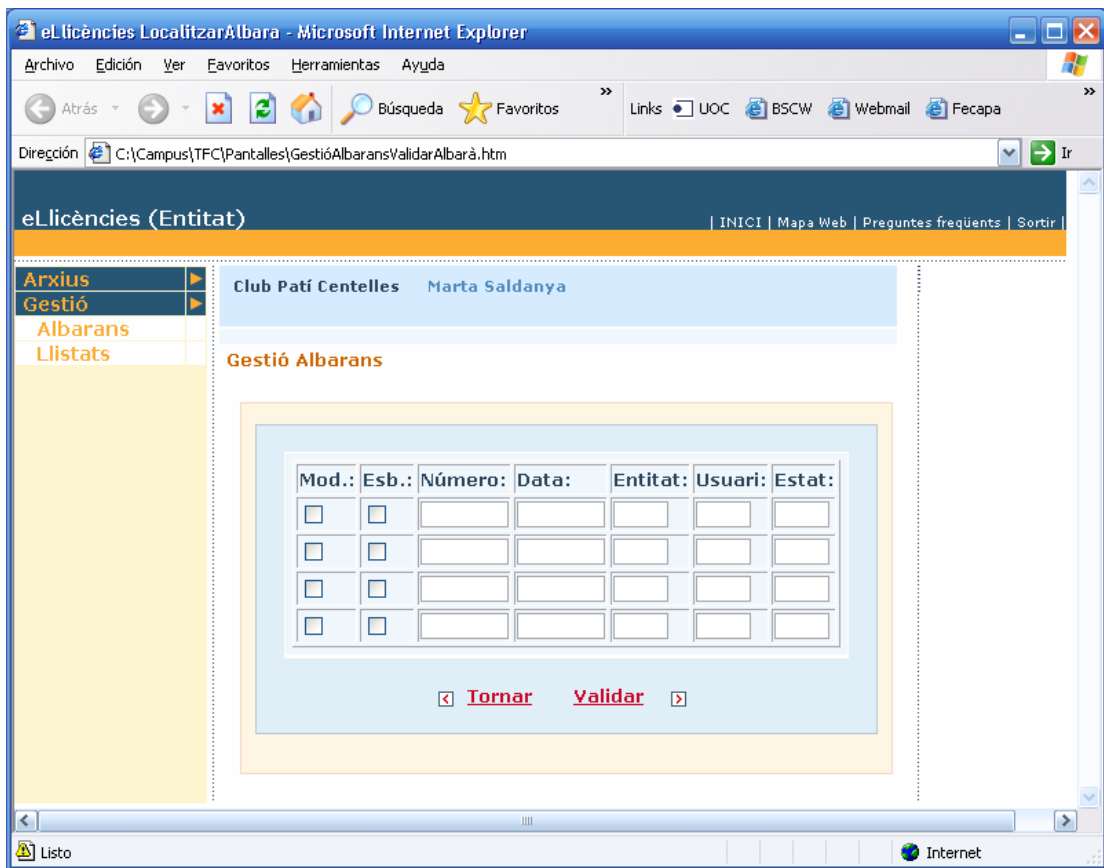 eLlicències LocalitzarAlbara - Microsoft Internet Explorer
Archivo Edición Ver Favoritos Herramientas Ayuda
Atrás Búsqueda Favoritos » Links UOC BSCW Webmail Fecapa »
Dirección C:\Campus\TFC\Pantalles\GestióAlbaransValidarAlbarà.htm Ir
eLlicències (Entitat) | INICI | Mapa Web | Preguntes freqüents | Sortir |
Arxius
Gestió
Albarans
Llistats
Club Patí Centelles Marta Saldanya
Gestió Albarans
Mod.: Esb.: Número: Data: Entitat: Usuari: Estat:
Tornar Validar
Listo Internet